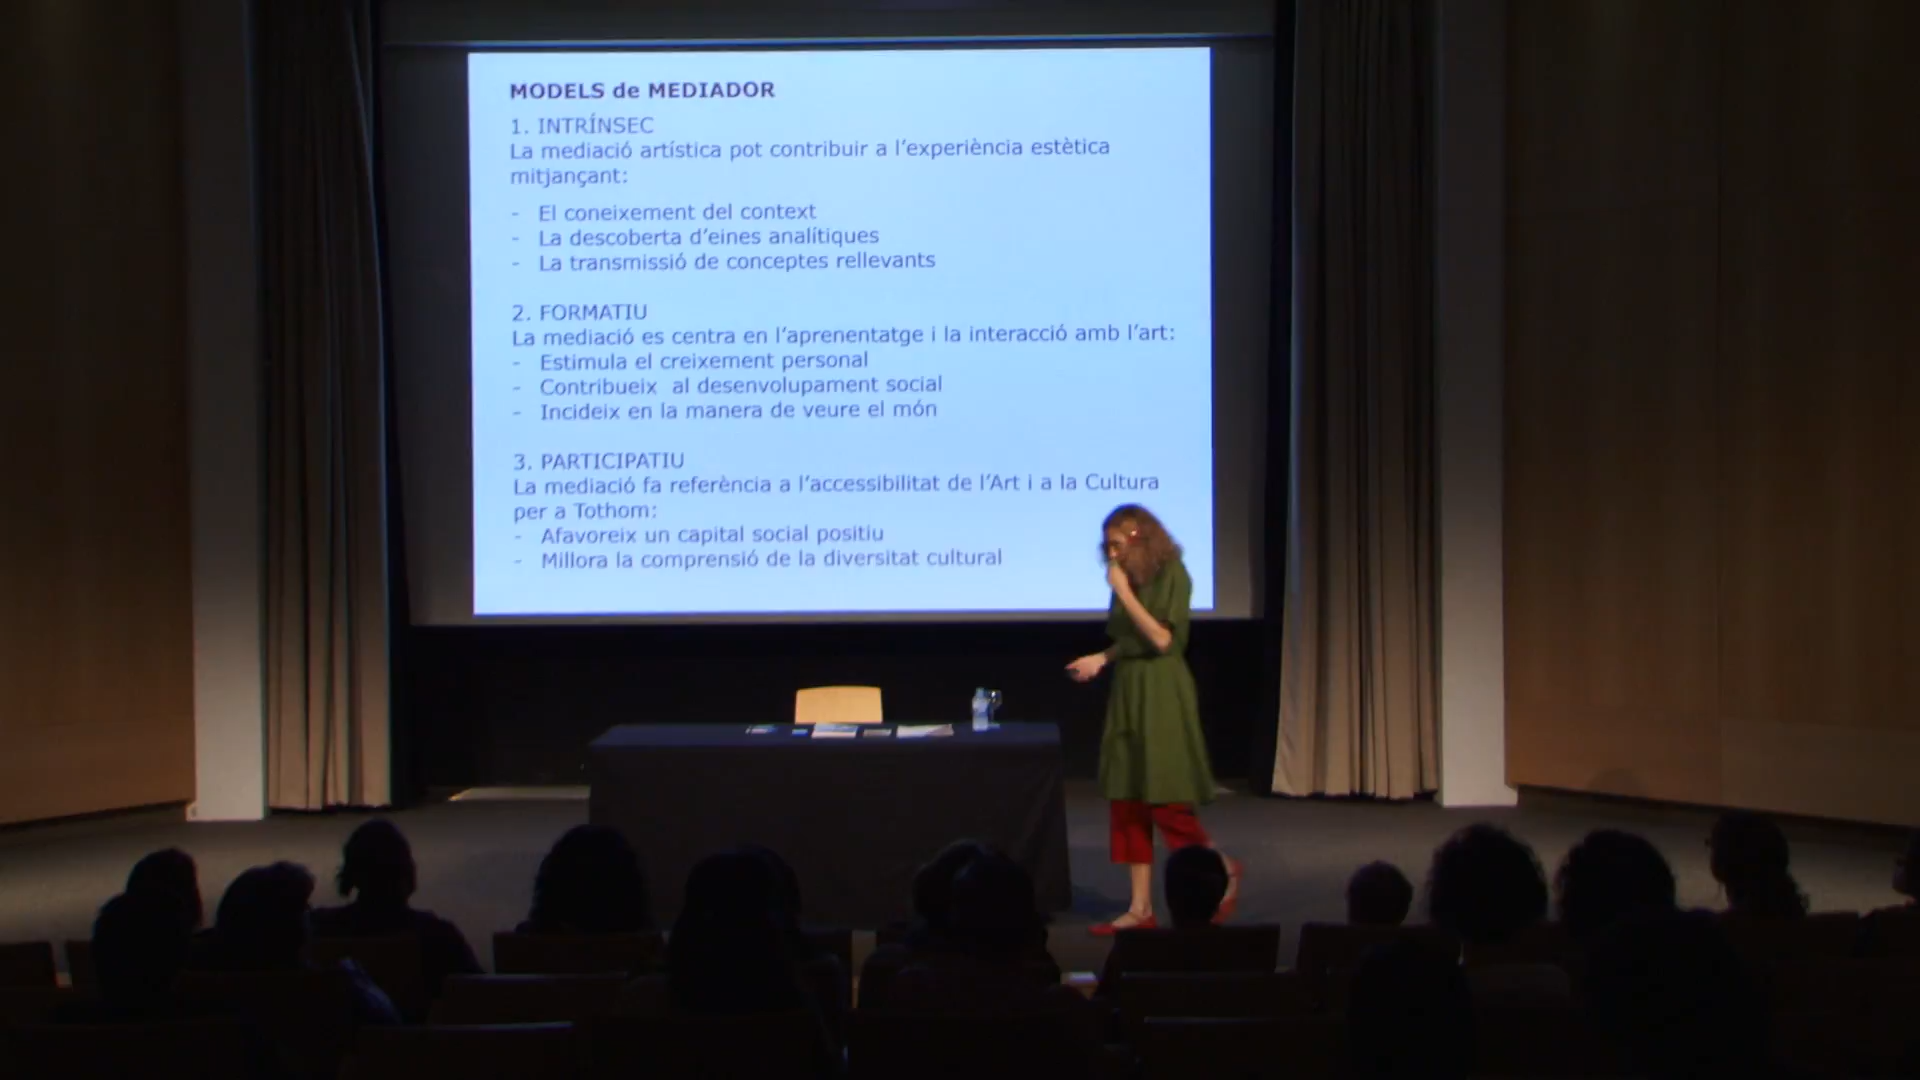 MODELS de MEDIADOR
1. INTRÍNSEC
La mediació artística pot contribuir a l'experiència estètica
mitjançant:
- El coneixement del context
- La descoberta d'eines analítiques
- La transmissió de conceptes rellevants
2. FORMATIU
La mediació es centra en l'aprenentatge i la interacció amb l'art:
- Estimula el creixement personal
- Contribueix al desenvolupament social
- Incideix en la manera de veure el món
3. PARTICIPATIU
La mediació fa referència a l'accessibilitat de l'Art i a la Cultura
per a Tothom:
- Afavoreix un capital social positiu
- Millora la comprensió de la diversitat cultural